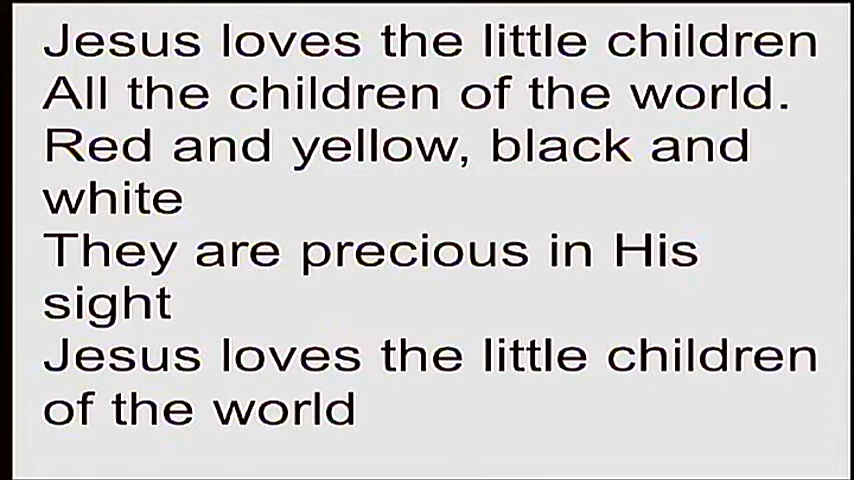 Jesus loves the little children
All the children of the world.
Red and yellow, black and
white
They are precious in His
sight
Jesus loves the little children
of the world